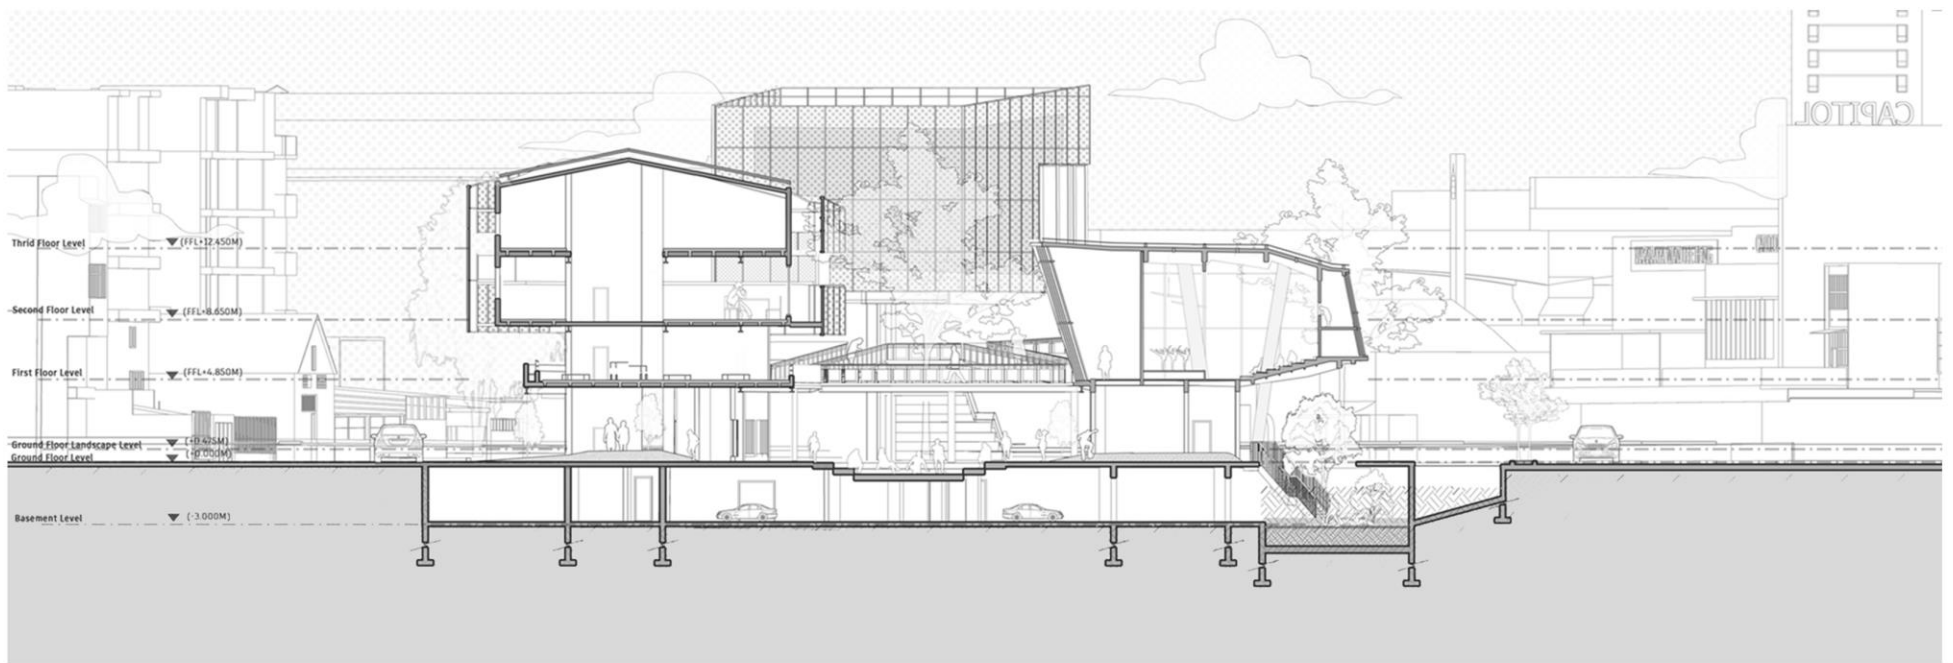 CAPITOL
Thrid Floor Level (FFL+12.450M)
Second Floor Level (FFL+8.650M)
First Floor Level (FFL+4.850M)
Ground Floor Landscape Level (+0.475M)
Ground Floor Level (-0.000M)
Basement Level (-3.000M)